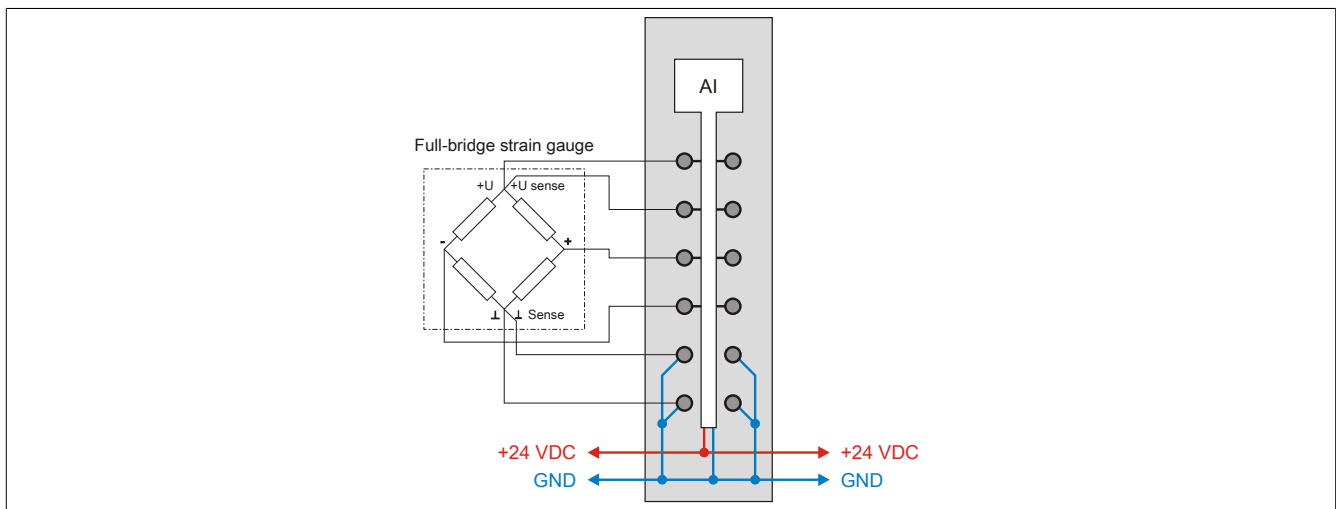 AI
Full-bridge strain gauge
+U +U sense
- +
⊥ ⊥ Sense
+24 VDC +24 VDC
GND GND